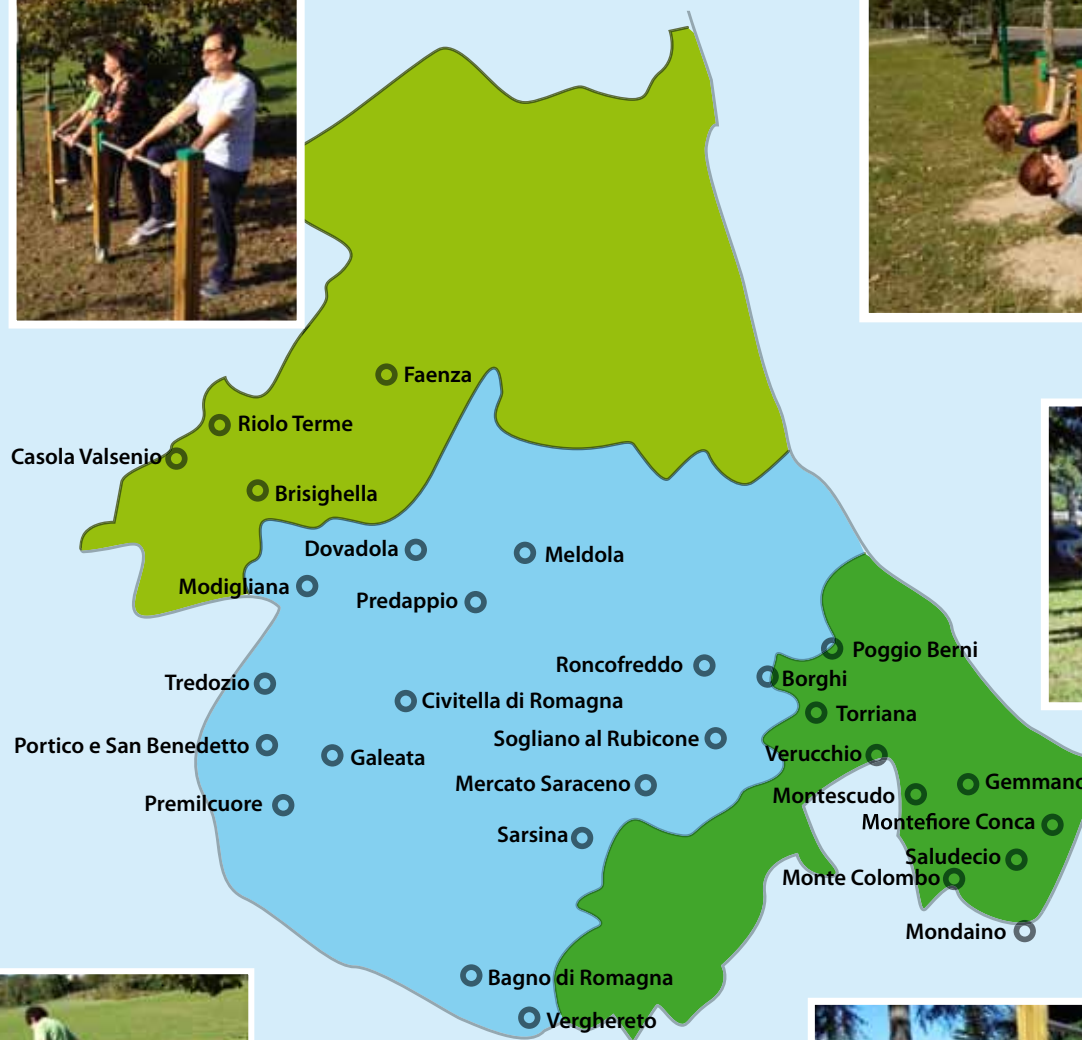 Faenza
Riolo Terme
Casola Valsenio
Brisighella
Dovadola
Meldola
Modigliana
Predappio
Poggio Berni
Roncofreddo
Borghi
Tredozio
Civitella di Romagna
Torriana
Sogliano al Rubicone
Portico e San Benedetto
Verucchio
Galeata
Gemmano
Mercato Saraceno
Montescudo
Premilcuore
Montefiore Conca
Sarsina
Saludecio
Monte Colombo
Mondaino
Bagno di Romagna
Verghereto